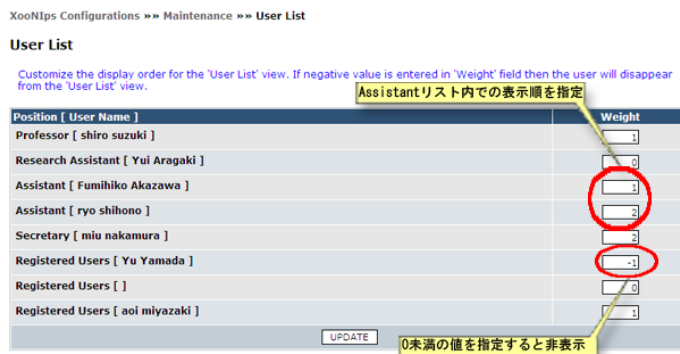 XooNIps Configurations »» Maintenance »» User List
User List
Customize the display order for the 'User List' view. If negative value is entered in 'Weight' field then the user will disappear
from the 'User List' view.
Assistantリスト内での表示順を指定
Position [ User Name ] Weight
Professor [ shiro suzuki ] 1
Research Assistant [ Yui Aragaki ] 0
Assistant [ Fumihiko Akazawa ] 1
Assistant [ ryo shihono ] 2
Secretary [ miu nakamura ] 2
Registered Users [ Yu Yamada ] -1
Registered Users [ ] 0
Registered Users [ aoi miyazaki ] 1
UPDATE
0未満の値を指定すると非表示